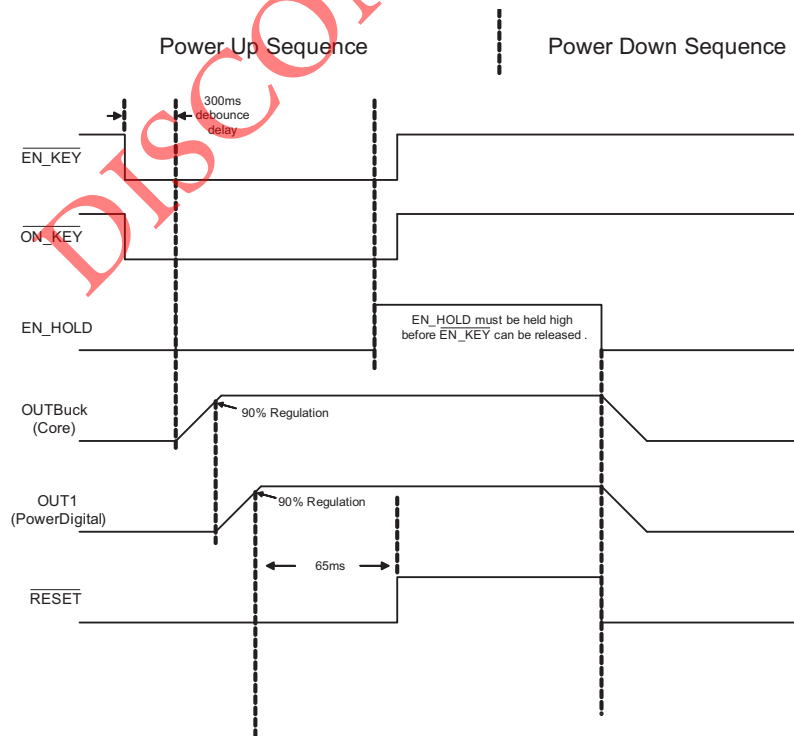 Power Up Sequence
Power Down Sequence
300ms
debounce
delay
EN_KEY
ON_KEY
EN_HOLD
EN_HOLD must be held high
before EN_KEY can be released .
OUTBuck
(Core)
90% Regulation
OUT1
(PowerDigital)
90% Regulation
65ms
RESET
DISCO